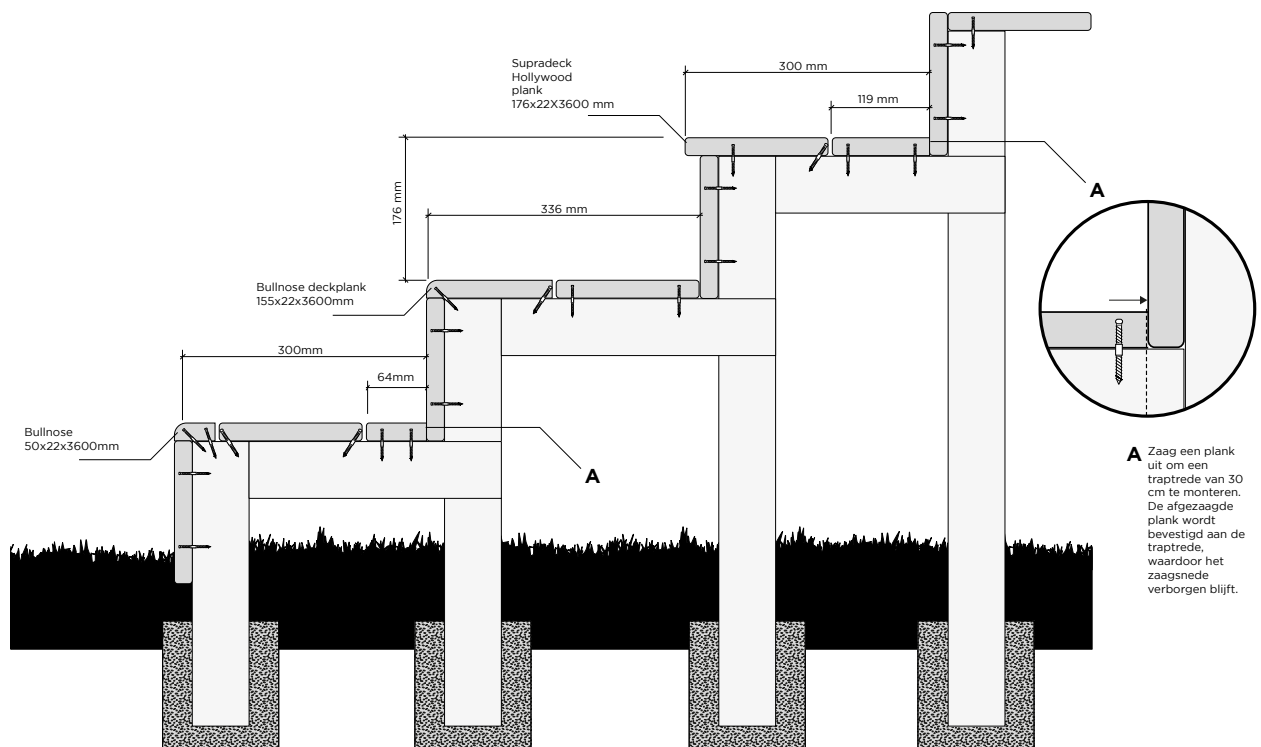 Supradeck
Hollywood
plank
176x22X3600 mm
300 mm
119 mm
A
176 mm
336 mm
Bullnose deckplank
155x22x3600mm
300mm
64mm
Bullnose
50x22x3600mm
A
A Zaag een plank
uit om een
traptrede van 30
cm te monteren.
De afgezaagde
plank wordt
bevestigd aan de
traptrede,
waardoor het
zaagsnede
verborgen blijft.